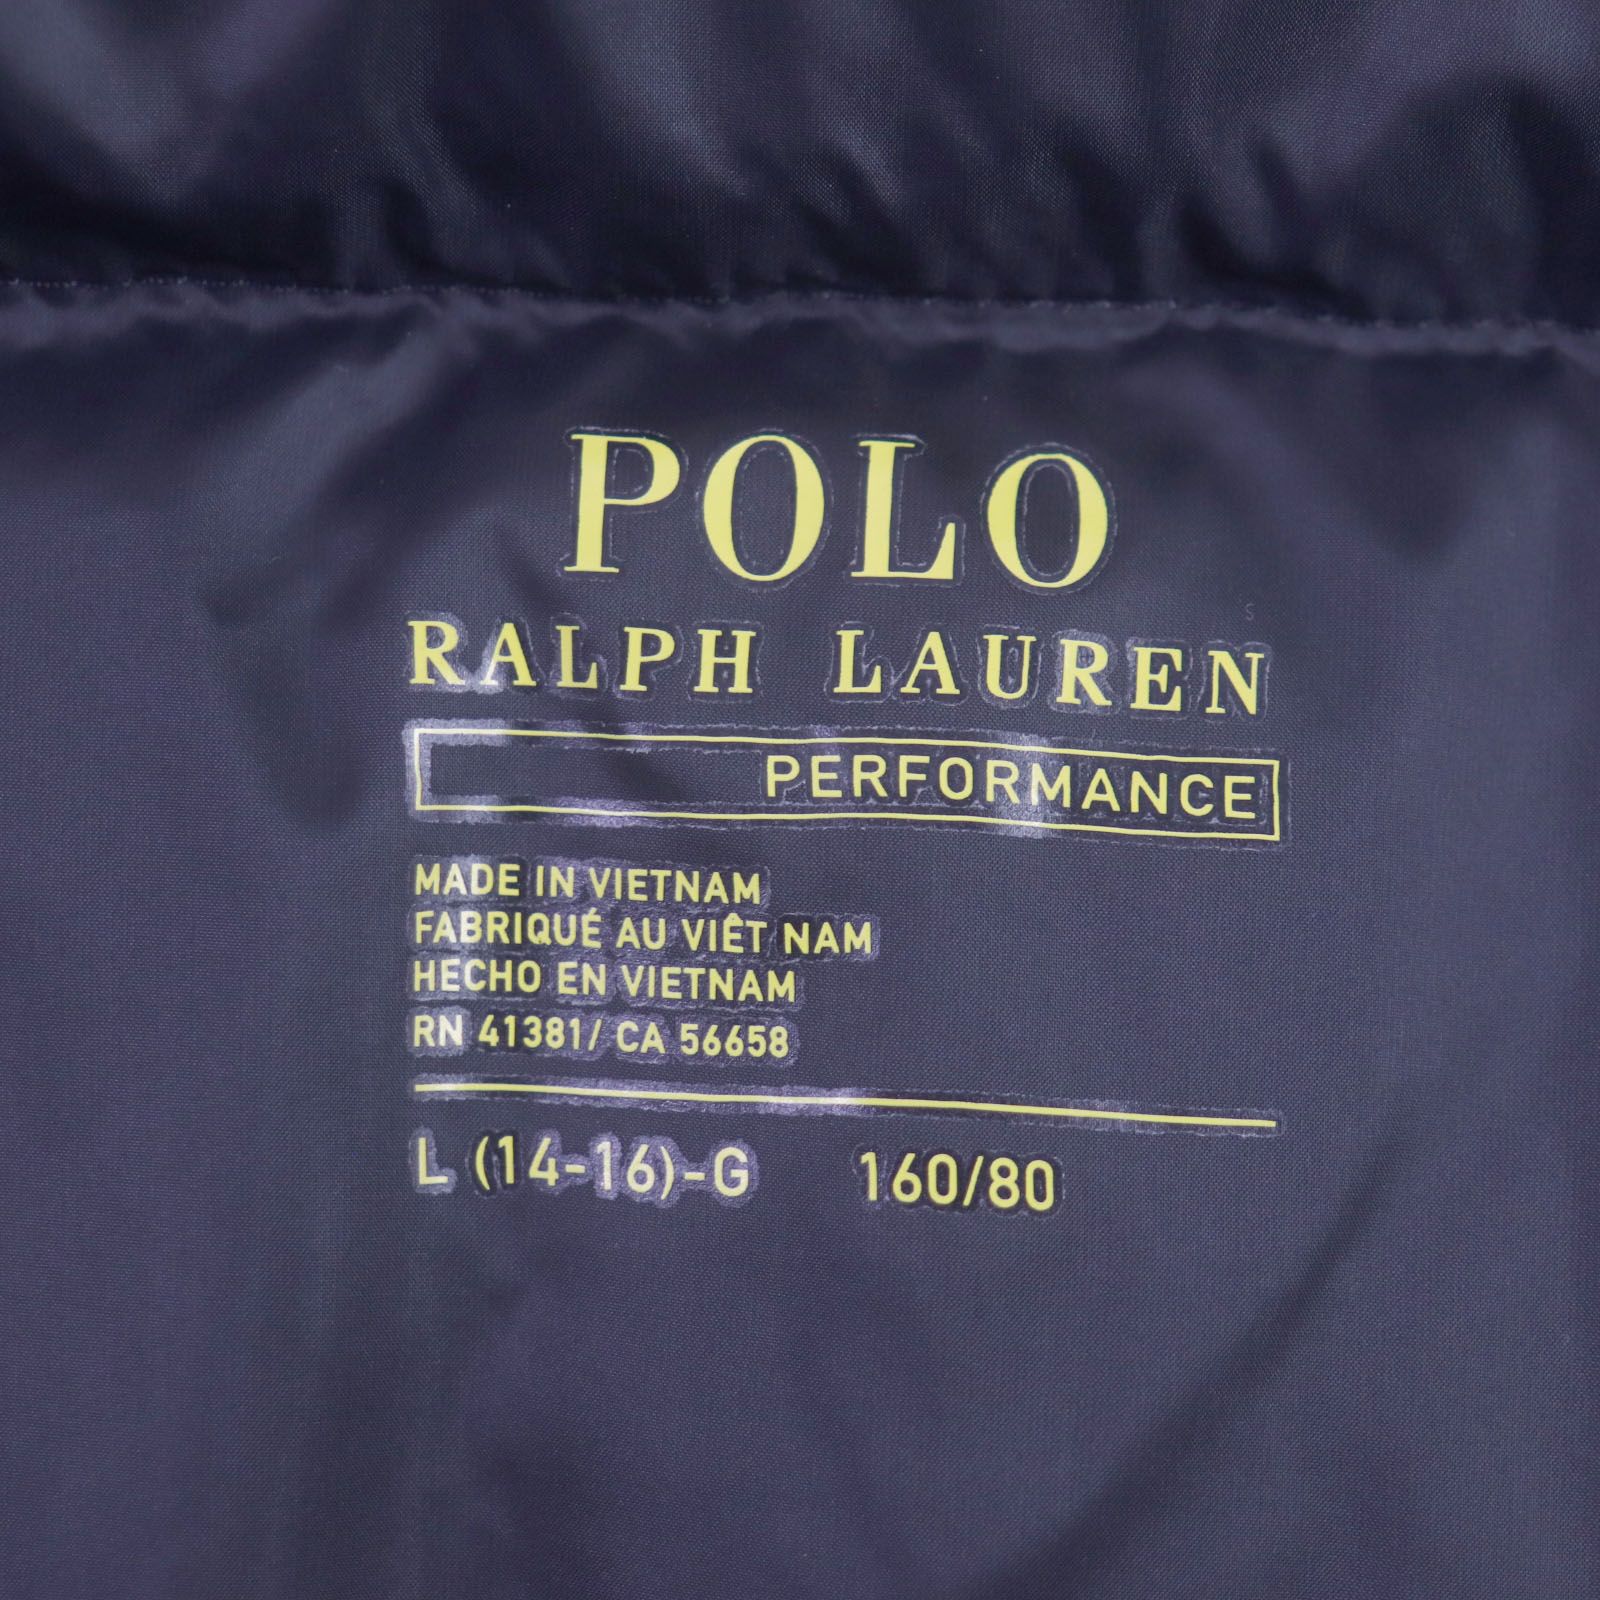 POLO
RALPH LAUREN
PERFORMANCE
MADE IN VIETNAM
FABRIQUÉ AU VIÊT NAM
HECHO EN VIETNAM
RN 41381/ CA 56658
L (14-16)-G 160/80